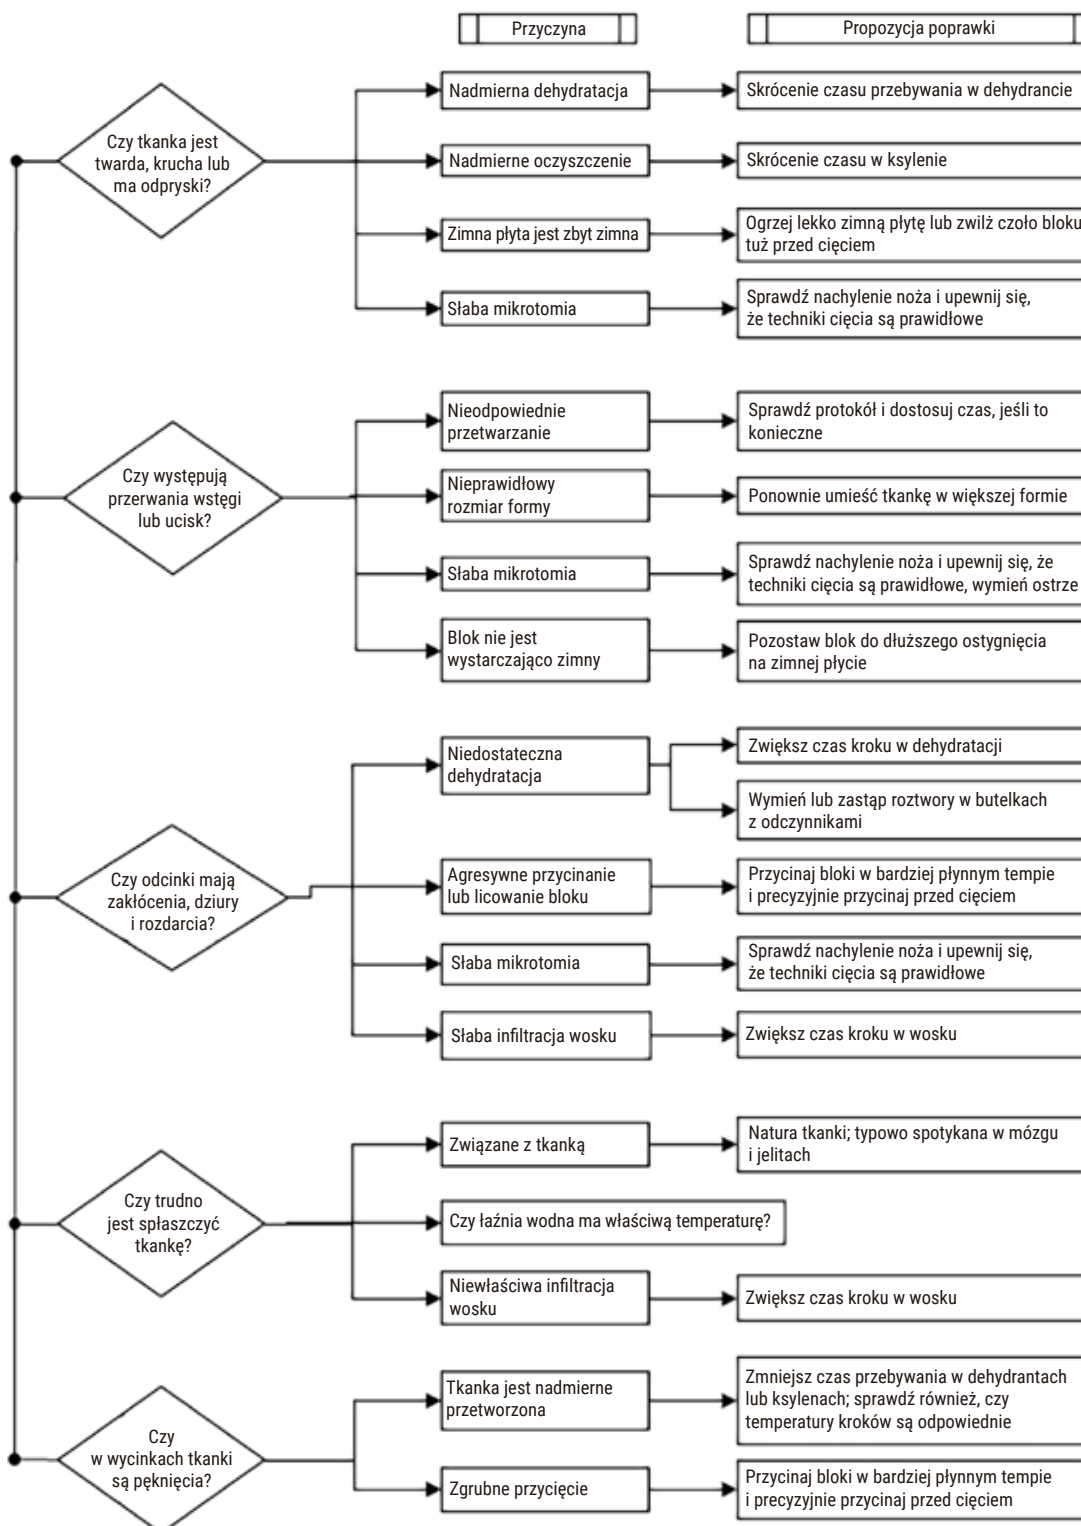 Przyczyna
Propozycja poprawki
Czy tkanka jest
twarda, krucha lub
ma odpryski?
Nadmierna dehydratacja
Skrócenie czasu przebywania w dehydrancie
Nadmierne oczyszczenie
Skrócenie czasu w ksylenie
Zimna płyta jest zbyt zimna
Ogrzej lekko zimną płytę lub zwilż czoło bloku
tuż przed cięciem
Słaba mikrotomia
Sprawdź nachylenie noża i upewnij się,
że techniki cięcia są prawidłowe
Czy występują
przerwania wstęgi
lub ucisk?
Nieodpowiednie
przetwarzanie
Sprawdź protokół i dostosuj czas, jeśli to
konieczne
Nieprawidłowy
rozmiar formy
Ponownie umieść tkankę w większej formie
Słaba mikrotomia
Sprawdź nachylenie noża i upewnij się, że
techniki cięcia są prawidłowe, wymień ostrze
Blok nie jest
wystarczająco zimny
Pozostaw blok do dłuższego ostygnięcia
na zimnej płycie
Czy odcinki mają
zakłócenia, dziury
i rozdarcia?
Niedostateczna
dehydratacja
Zwiększ czas kroku w dehydratacji
Wymień lub zastąp roztwory w butelkach
z odczynnikami
Agresywne przycinanie
lub licowanie bloku
Przycinaj bloki w bardziej płynnym tempie
i precyzyjnie przycinaj przed cięciem
Słaba mikrotomia
Sprawdź nachylenie noża i upewnij się,
że techniki cięcia są prawidłowe
Słaba infiltracja wosku
Zwiększ czas kroku w wosku
Czy trudno
jest spłaszczyć
tkankę?
Związane z tkanką
Natura tkanki; typowo spotykana w mózgu
i jelitach
Czy łaźnia wodna ma właściwą temperaturę?
Niewłaściwa infiltracja
wosku
Zwiększ czas kroku w wosku
Czy
w wycinkach tkanki
są pęknięcia?
Tkanka jest nadmierne
przetworzona
Zmniejsz czas przebywania w dehydrantach
lub ksylenach; sprawdź również, czy
temperatury kroków są odpowiednie
Zgrubne przycięcie
Przycinaj bloki w bardziej płynnym tempie
i precyzyjnie przycinaj przed cięciem